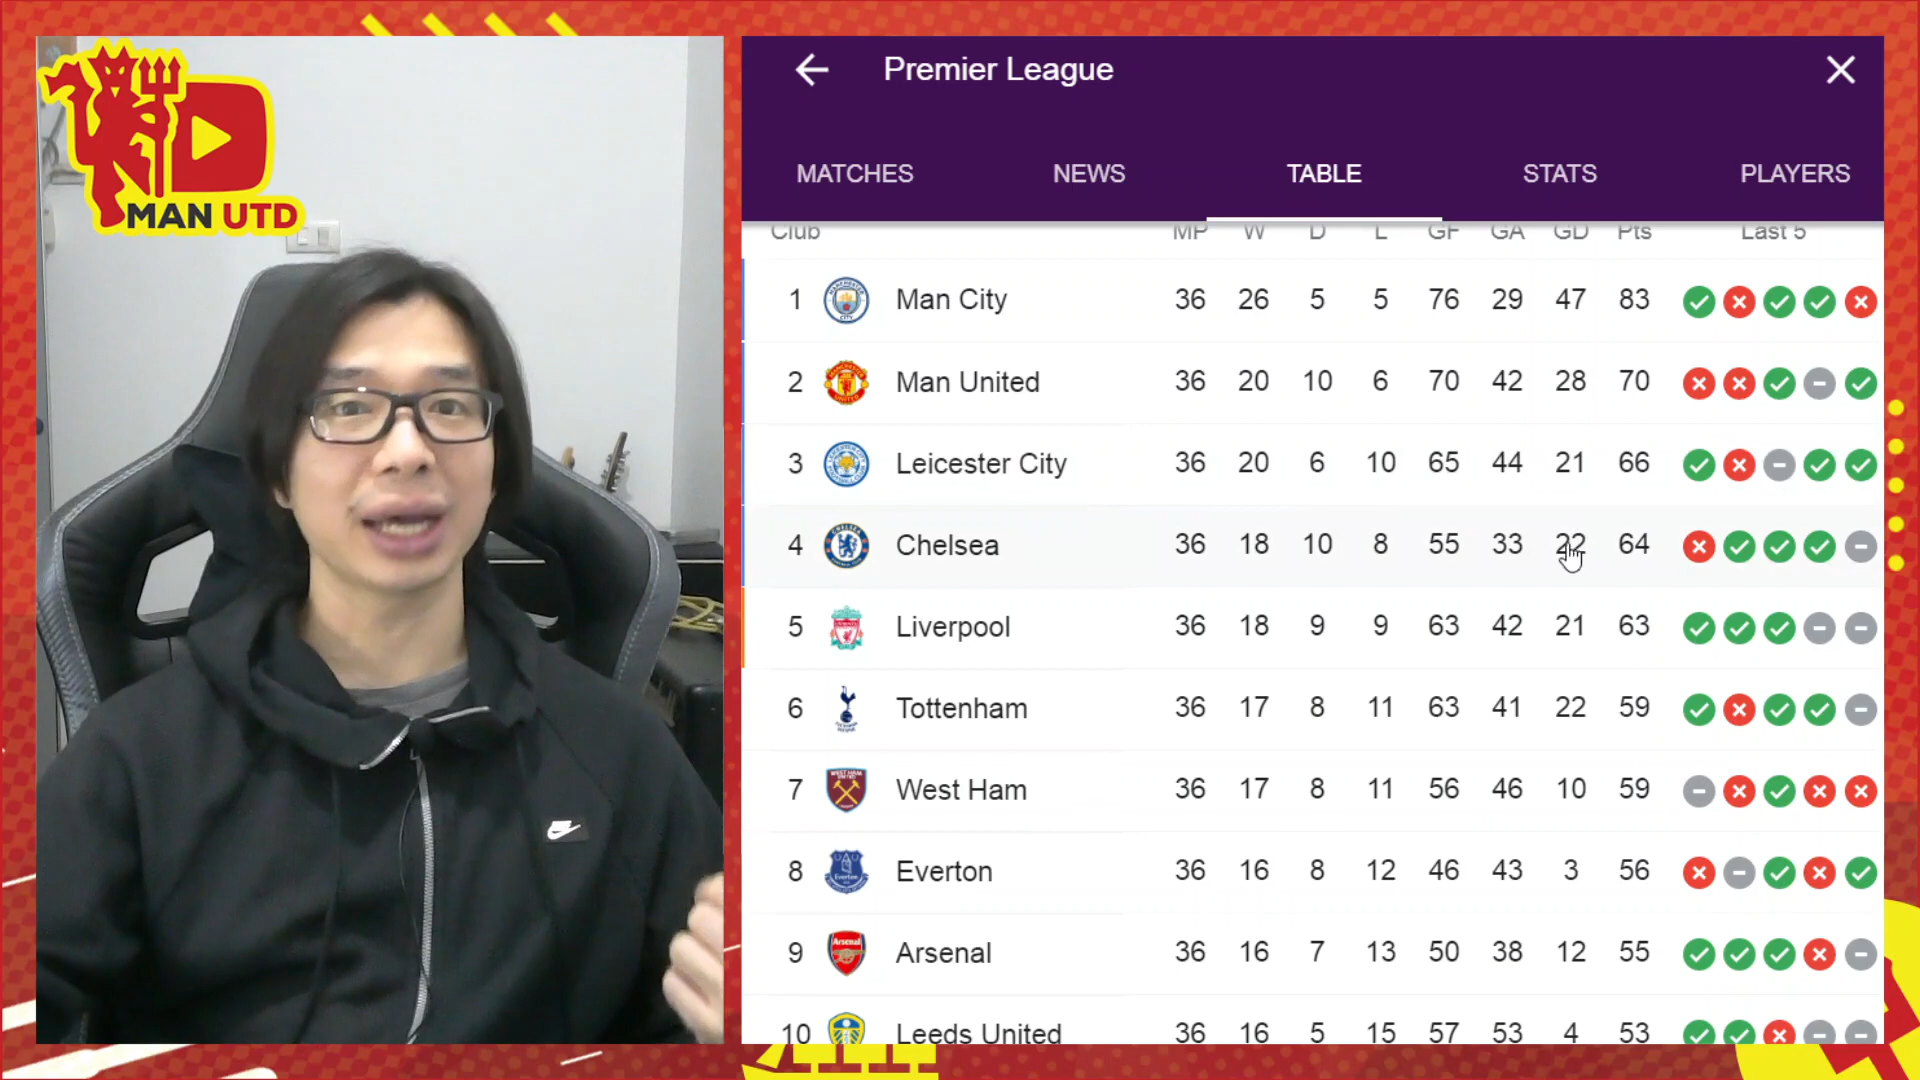 MAN UTD
Premier League
MATCHES NEWS TABLE STATS PLAYERS
Club MP W D L GF GA GD Pts Last 5
1 Man City 36 26 5 5 76 29 47 83
2 Man United 36 20 10 6 70 42 28 70
3 Leicester City 36 20 6 10 65 44 21 66
4 Chelsea 36 18 10 8 55 33 22 64
5 Liverpool 36 18 9 9 63 42 21 63
6 Tottenham 36 17 8 11 63 41 22 59
7 West Ham 36 17 8 11 56 46 10 59
8 Everton 36 16 8 12 46 43 3 56
9 Arsenal 36 16 7 13 50 38 12 55
10 Leeds United 36 16 5 15 57 53 4 53